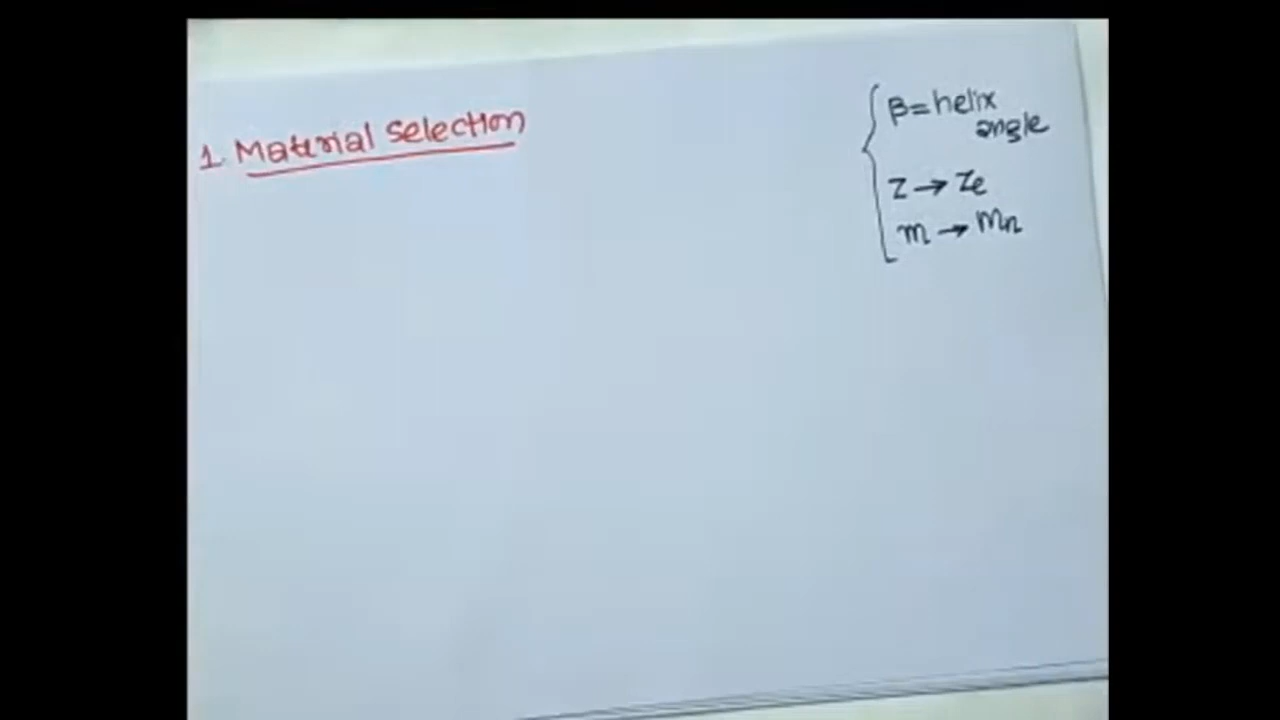 1. Material Selection
β=helix
angle
Z → Ze
m → mn